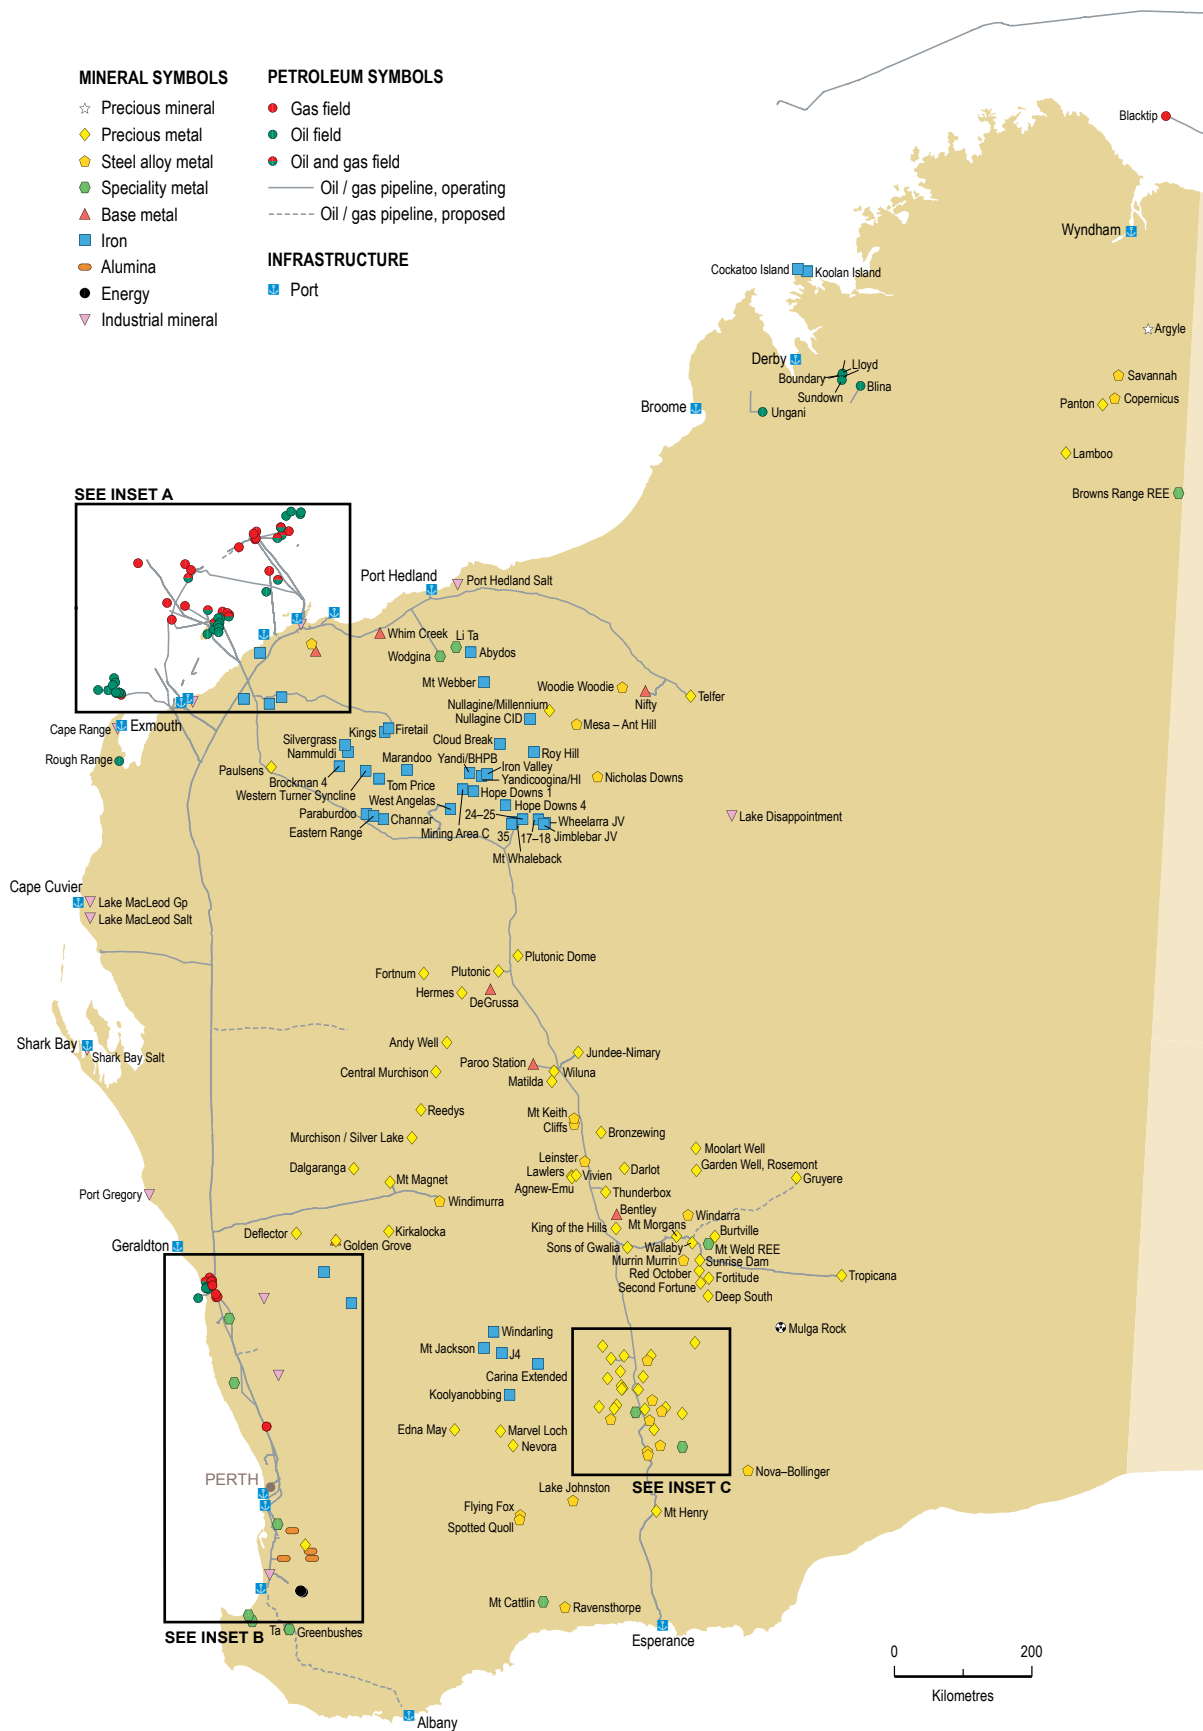 MINERAL SYMBOLS
Precious mineral
Precious metal
Steel alloy metal
Speciality metal
Base metal
Iron
Alumina
Energy
Industrial mineral
PETROLEUM SYMBOLS
Gas field
Oil field
Oil and gas field
Oil / gas pipeline, operating
Oil / gas pipeline, proposed
INFRASTRUCTURE
Port
Blacktip
Wyndham
Cockatoo Island
Koolan Island
Argyle
Derby
Lloyd
Boundary
Sundown
Blina
Savannah
Copernicus
Panton
Broome
Ungani
Lamboo
Browns Range REE
SEE INSET A
Port Hedland
Port Hedland Salt
Whim Creek
Li Ta
Wodgina
Abydos
Mt Webber
Woodie Woodie
Nifty
Telfer
Nullagine/Millennium
Nullagine CID
Mesa – Ant Hill
Cape Range
Exmouth
Rough Range
Kings
Firetail
Silvergrass
Nammuldi
Cloud Break
Roy Hill
Paulsens
Brockman 4
Marandoo
Yandi/BHPB
Iron Valley
Yandicoogina/HI
Nicholas Downs
Western Turner Syncline
Tom Price
West Angelas
Hope Downs 1
Hope Downs 4
Paraburdoo
Eastern Range
Channar
24–25
Wheelarra JV
Mining Area C
35
17–18
Jimblebar JV
Mt Whaleback
Lake Disappointment
Cape Cuvier
Lake MacLeod Gp
Lake MacLeod Salt
Plutonic Dome
Fortnum
Plutonic
Hermes
DeGrussa
Shark Bay
Shark Bay Salt
Andy Well
Jundee-Nimary
Paroo Station
Central Murchison
Wiluna
Matilda
Reedys
Mt Keith
Cliffs
Bronzewing
Murchison / Silver Lake
Moolart Well
Leinster
Dalgaranga
Lawlers
Vivien
Darlot
Garden Well, Rosemont
Agnew-Emu
Gruyere
Mt Magnet
Thunderbox
Port Gregory
Windimurra
Bentley
Windarra
Mt Morgans
King of the Hills
Burtville
Deflector
Kirkalocka
Geraldton
Golden Grove
Sons of Gwalia
Wallaby
Mt Weld REE
Murrin Murrin
Sunrise Dam
Red October
Fortitude
Tropicana
Second Fortune
Deep South
Mulga Rock
Windarling
Mt Jackson
J4
Carina Extended
Koolyanobbing
Edna May
Marvel Loch
Nevora
Nova–Bollinger
SEE INSET C
PERTH
Lake Johnston
Flying Fox
Spotted Quoll
Mt Henry
Mt Cattlin
Ravensthorpe
Ta
Greenbushes
SEE INSET B
Esperance
Albany
0
200
Kilometres